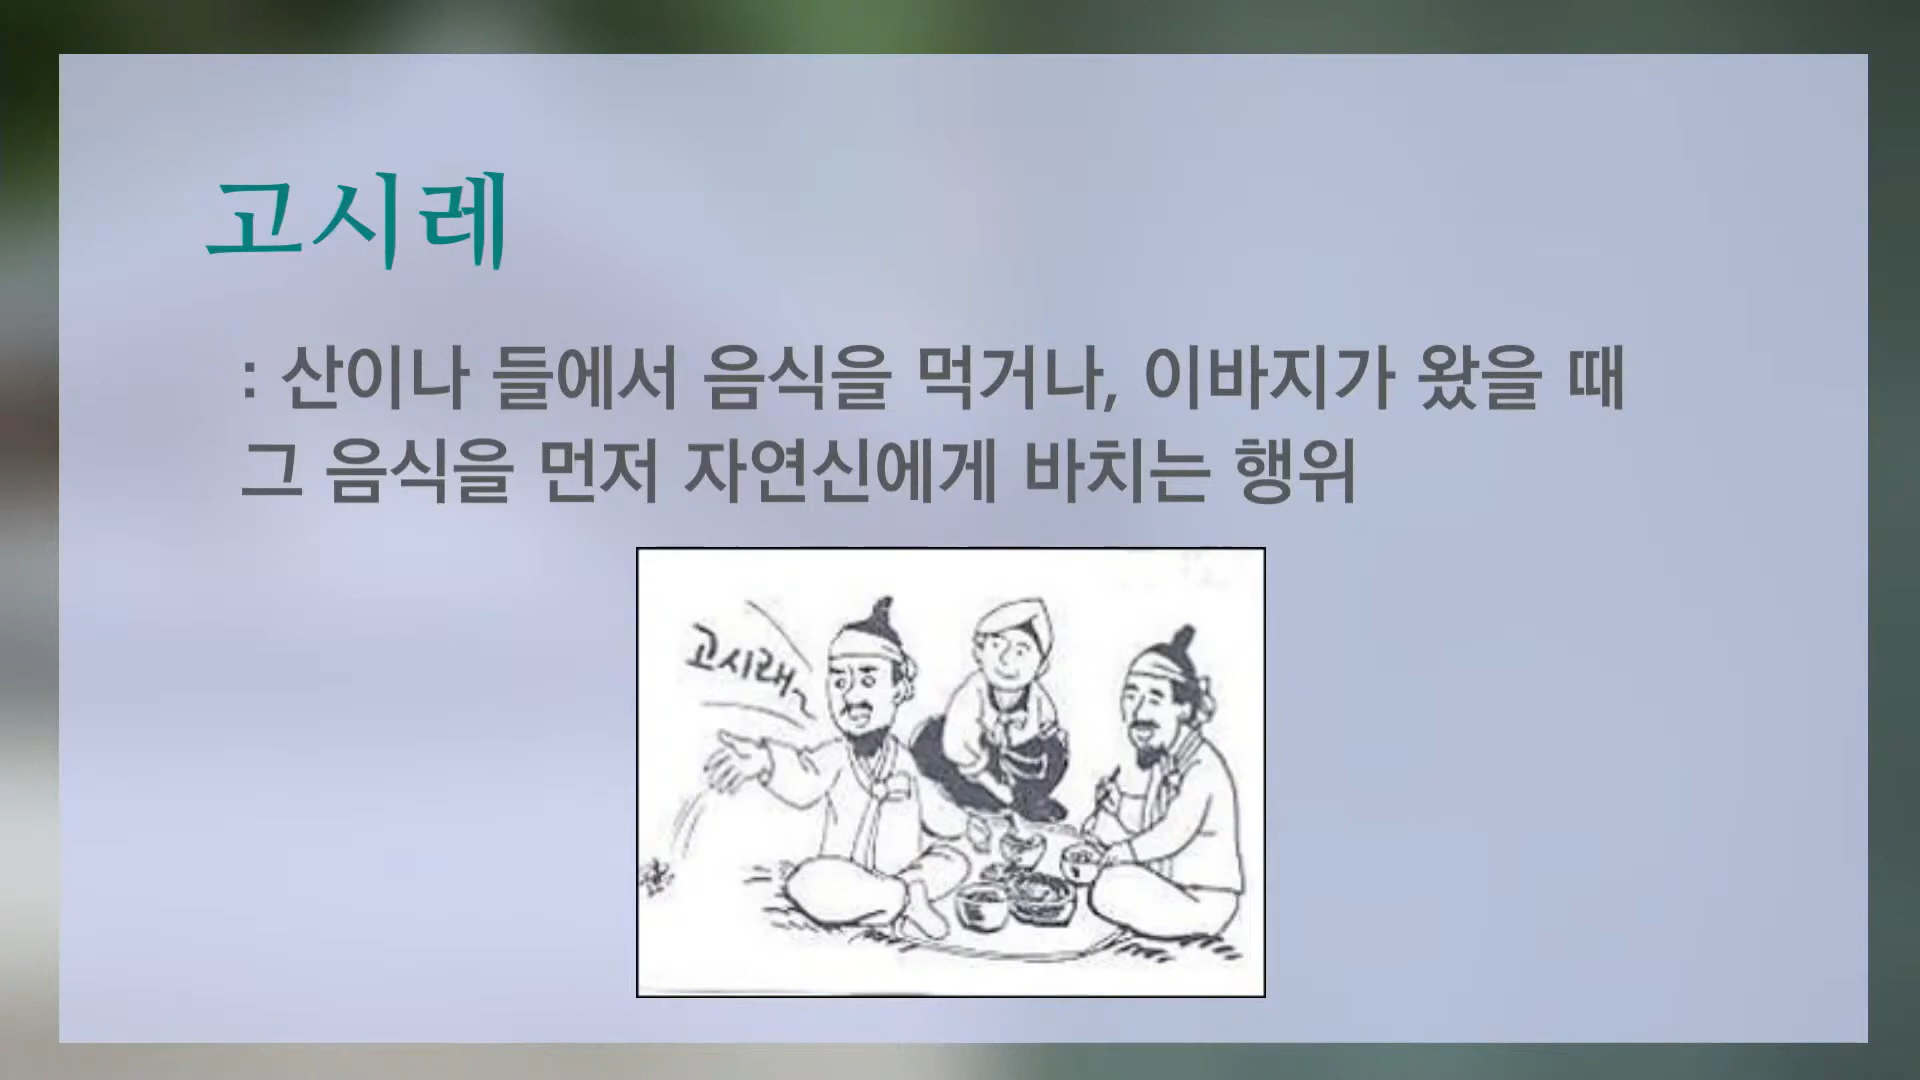 고시레
: 산이나 들에서 음식을 먹거나, 이바지가 왔을 때
그 음식을 먼저 자연신에게 바치는 행위
고시래~